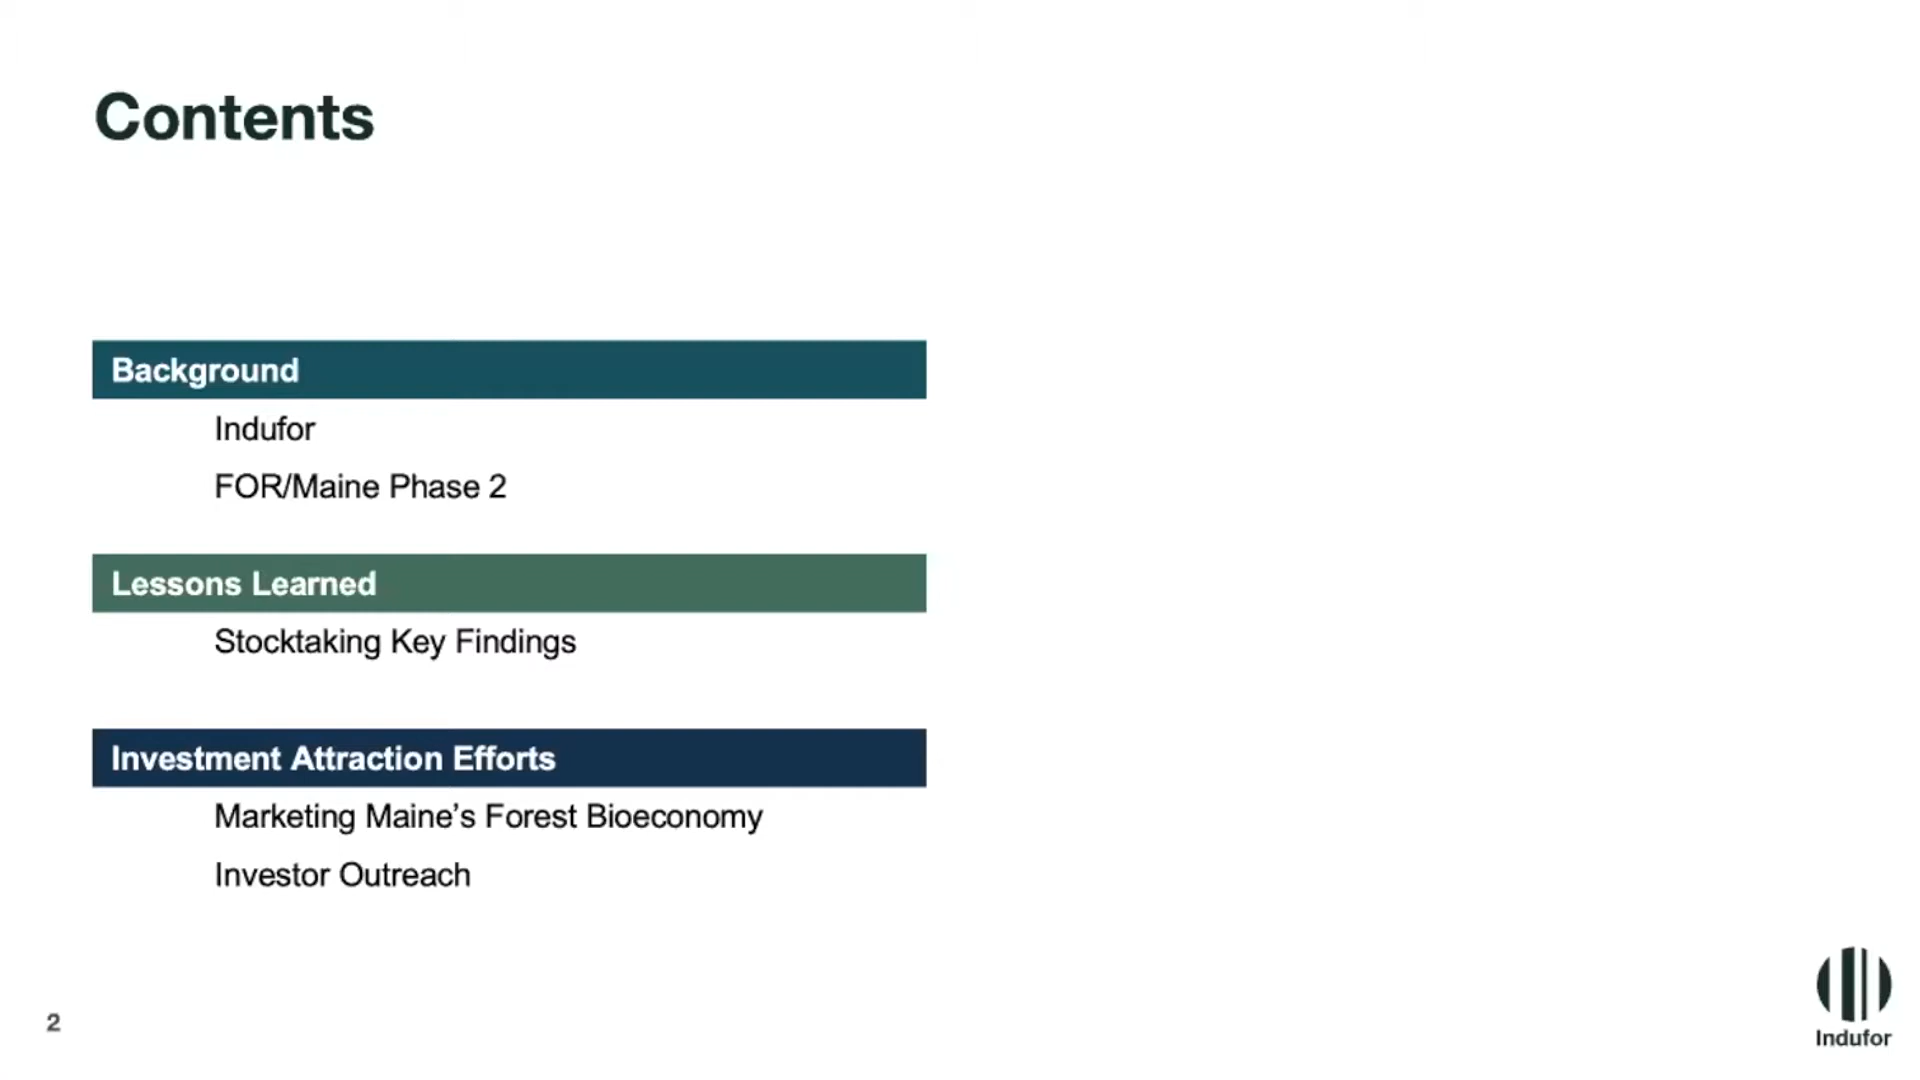 Contents
Background
Indufor
FOR/Maine Phase 2
Lessons Learned
Stocktaking Key Findings
Investment Attraction Efforts
Marketing Maine’s Forest Bioeconomy
Investor Outreach
2
Indufor